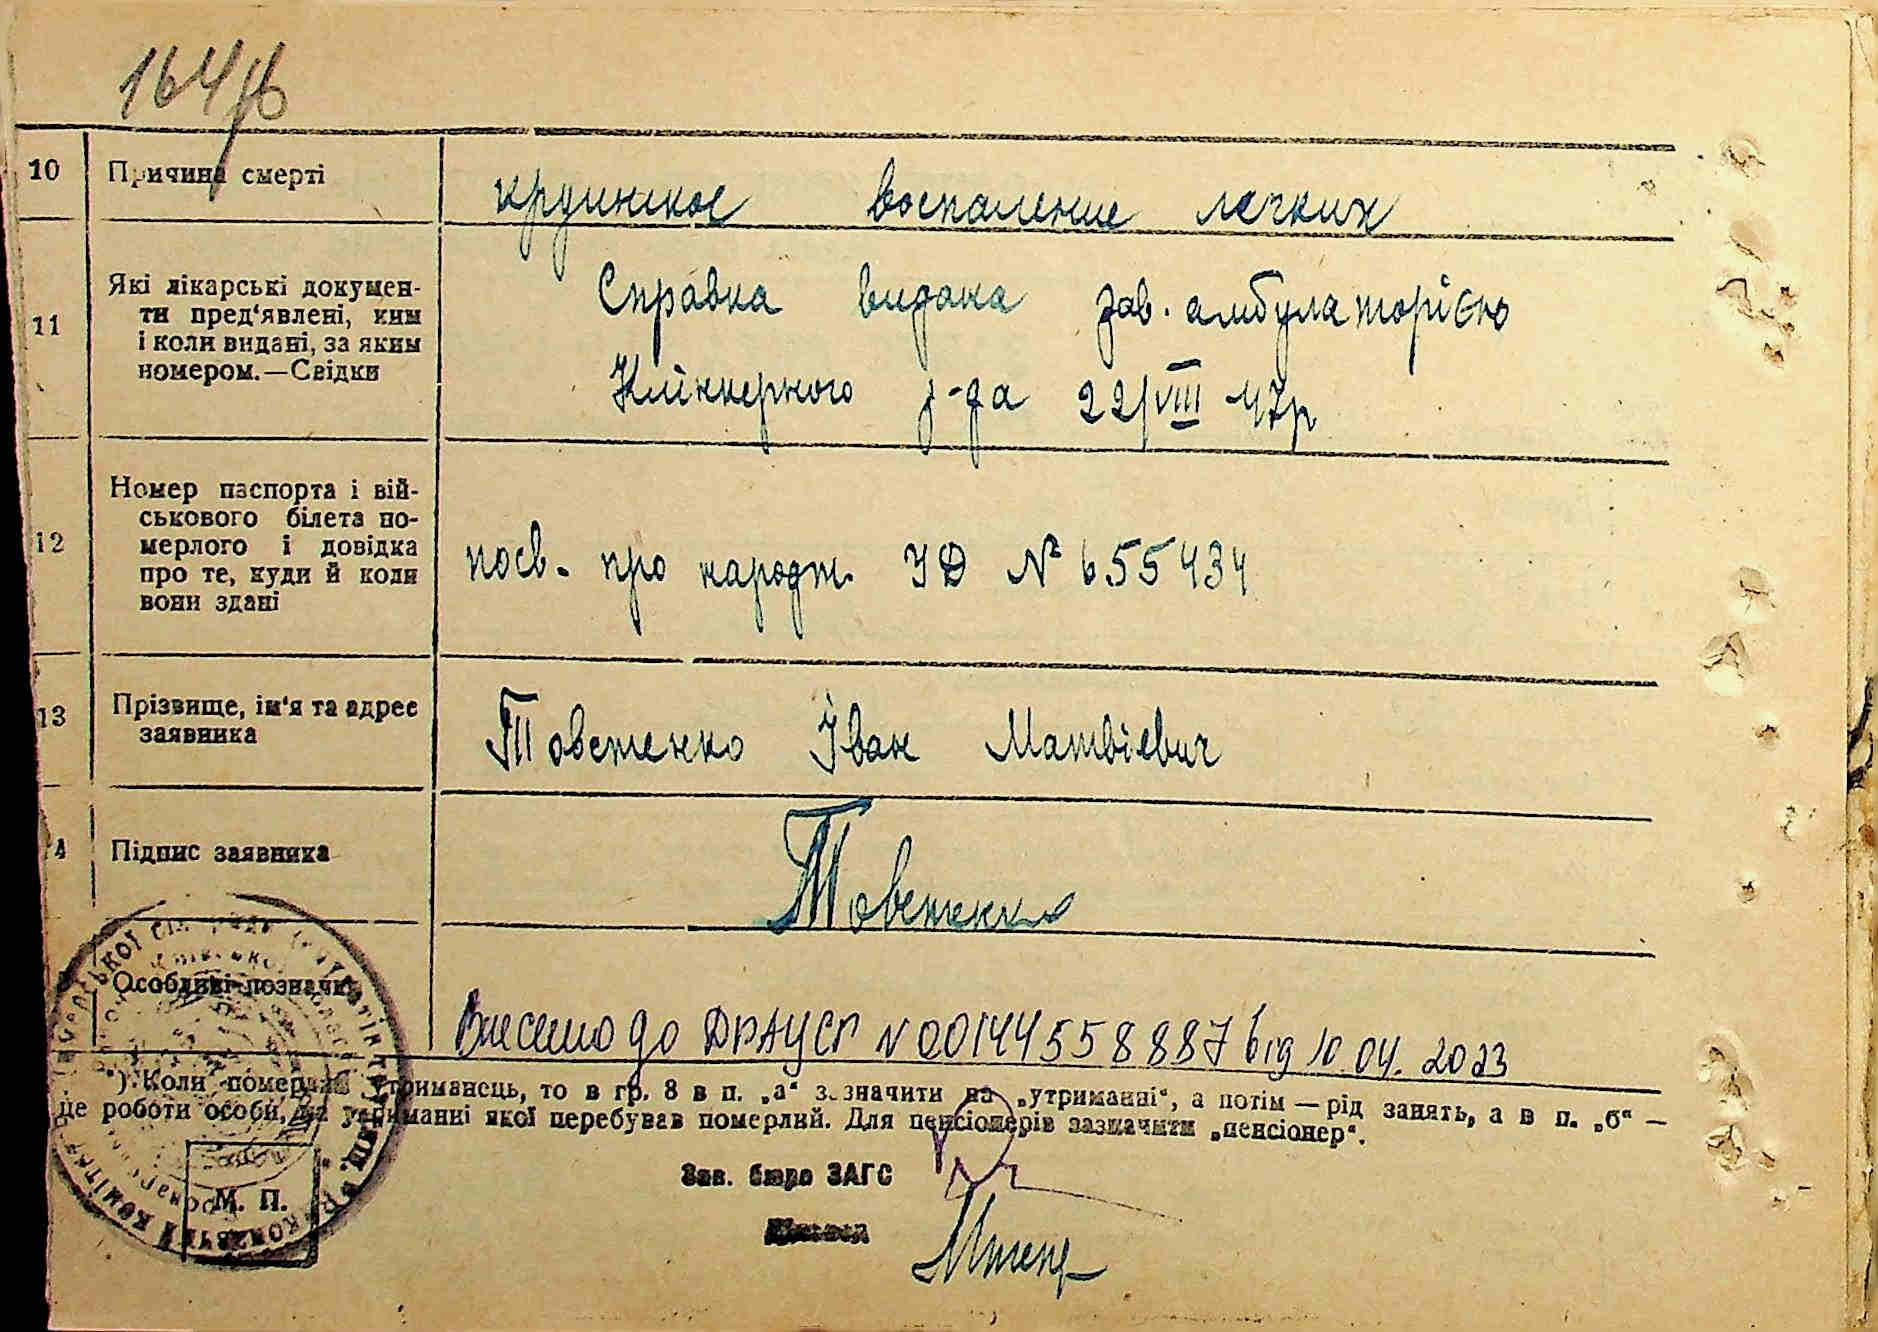 164/в
10 Причина смерті крупизное воспаление легких
11 Які лікарські докумен-
ти пред'явлені, ким
і коли видані, за яким
номером.—Свідки
Справка видана зав. амбулаторією
Клінкерного з-да 22/VIII 47р
12 Номер паспорта і вій-
ськового білета по-
мерлого і довідка
про те, куди й коли
вони здані
посв. про народж. УД № 655434
13 Прізвище, ім'я та адрес
заявника
Товстенко Іван Матвієвич
4 Підпис заявника Товстенко
Особливі позначки
Внесено до ДРАЦСГ N 00144558887 від 10.04.2023
*) Коли померлий утриманець, то в гр. 8 в п. „а“ зазначити на „утриманні“, а потім — рід занять, а в п. „б“ —
це роботи особи, на утриманні якої перебував померлий. Для пенсіонерів зазначити „пенсіонер“.
Зав. бюро ЗАГС
М. П.